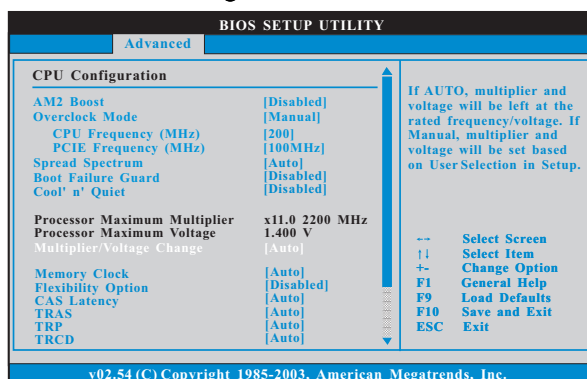 BIOS SETUP UTILITY
Advanced
CPU Configuration
AM2 Boost [Disabled]
Overclock Mode [Manual]
CPU Frequency (MHz) [200]
PCIE Frequency (MHz) [100MHz]
Spread Spectrum [Auto]
Boot Failure Guard [Disabled]
Cool' n' Quiet [Disabled]
Processor Maximum Multiplier x11.0 2200 MHz
Processor Maximum Voltage 1.400 V
Multiplier/Voltage Change [Auto]
Memory Clock [Auto]
Flexibility Option [Disabled]
CAS Latency [Auto]
TRAS [Auto]
TRP [Auto]
TRCD [Auto]
If AUTO, multiplier and
voltage will be left at the
rated frequency/voltage. If
Manual, multiplier and
voltage will be set based
on User Selection in Setup.
←→ Select Screen
↑↓ Select Item
+- Change Option
F1 General Help
F9 Load Defaults
F10 Save and Exit
ESC Exit
v02.54 (C) Copyright 1985-2003, American Megatrends, Inc.